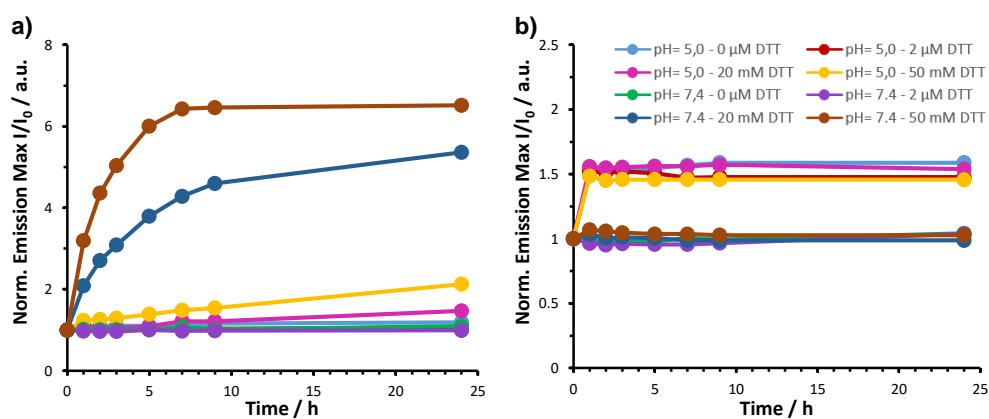 a)
Norm. Emission Max I/I0 / a.u.
8
6
4
2
0
0 5 10 15 20 25
Time / h
b)
Norm. Emission Max I/I0 / a.u.
2.5
2
1.5
1
0.5
0
0 5 10 15 20 25
Time / h
pH= 5,0 - 0 µM DTT
pH= 5,0 - 2 µM DTT
pH= 5,0 - 20 mM DTT
pH= 5,0 - 50 mM DTT
pH= 7,4 - 0 µM DTT
pH= 7.4 - 2 µM DTT
pH= 7.4 - 20 mM DTT
pH= 7.4 - 50 mM DTT